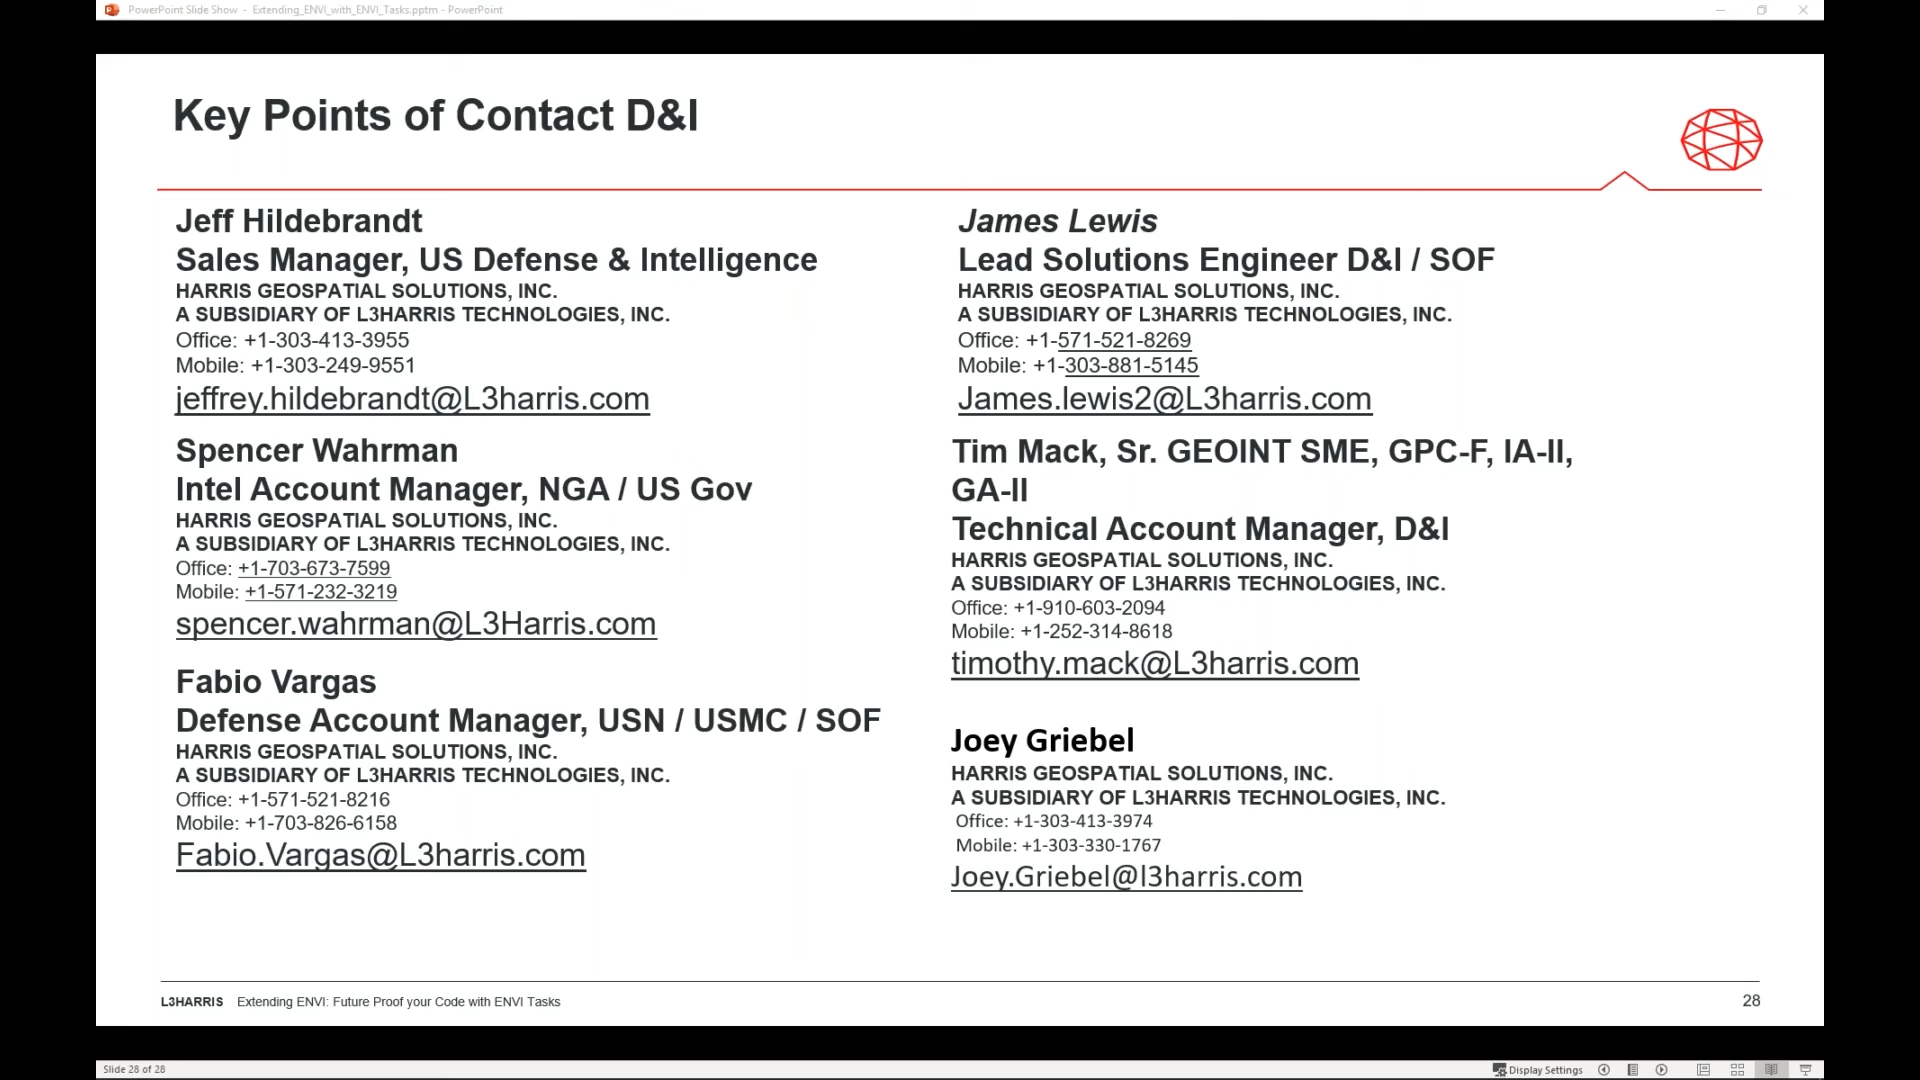 PowerPoint Slide Show - Extending_ENVI_with_ENVI_Tasks.pptm - PowerPoint
Key Points of Contact D&I
Jeff Hildebrandt
Sales Manager, US Defense & Intelligence
HARRIS GEOSPATIAL SOLUTIONS, INC.
A SUBSIDIARY OF L3HARRIS TECHNOLOGIES, INC.
Office: +1-303-413-3955
Mobile: +1-303-249-9551
jeffrey.hildebrandt@L3harris.com
Spencer Wahrman
Intel Account Manager, NGA / US Gov
HARRIS GEOSPATIAL SOLUTIONS, INC.
A SUBSIDIARY OF L3HARRIS TECHNOLOGIES, INC.
Office: +1-703-673-7599
Mobile: +1-571-232-3219
spencer.wahrman@L3Harris.com
Fabio Vargas
Defense Account Manager, USN / USMC / SOF
HARRIS GEOSPATIAL SOLUTIONS, INC.
A SUBSIDIARY OF L3HARRIS TECHNOLOGIES, INC.
Office: +1-571-521-8216
Mobile: +1-703-826-6158
Fabio.Vargas@L3harris.com
James Lewis
Lead Solutions Engineer D&I / SOF
HARRIS GEOSPATIAL SOLUTIONS, INC.
A SUBSIDIARY OF L3HARRIS TECHNOLOGIES, INC.
Office: +1-571-521-8269
Mobile: +1-303-881-5145
James.lewis2@L3harris.com
Tim Mack, Sr. GEOINT SME, GPC-F, IA-II,
GA-II
Technical Account Manager, D&I
HARRIS GEOSPATIAL SOLUTIONS, INC.
A SUBSIDIARY OF L3HARRIS TECHNOLOGIES, INC.
Office: +1-910-603-2094
Mobile: +1-252-314-8618
timothy.mack@L3harris.com
Joey Griebel
HARRIS GEOSPATIAL SOLUTIONS, INC.
A SUBSIDIARY OF L3HARRIS TECHNOLOGIES, INC.
Office: +1-303-413-3974
Mobile: +1-303-330-1767
Joey.Griebel@l3harris.com
L3HARRIS Extending ENVI: Future Proof your Code with ENVI Tasks
28
Slide 28 of 28
Display Settings